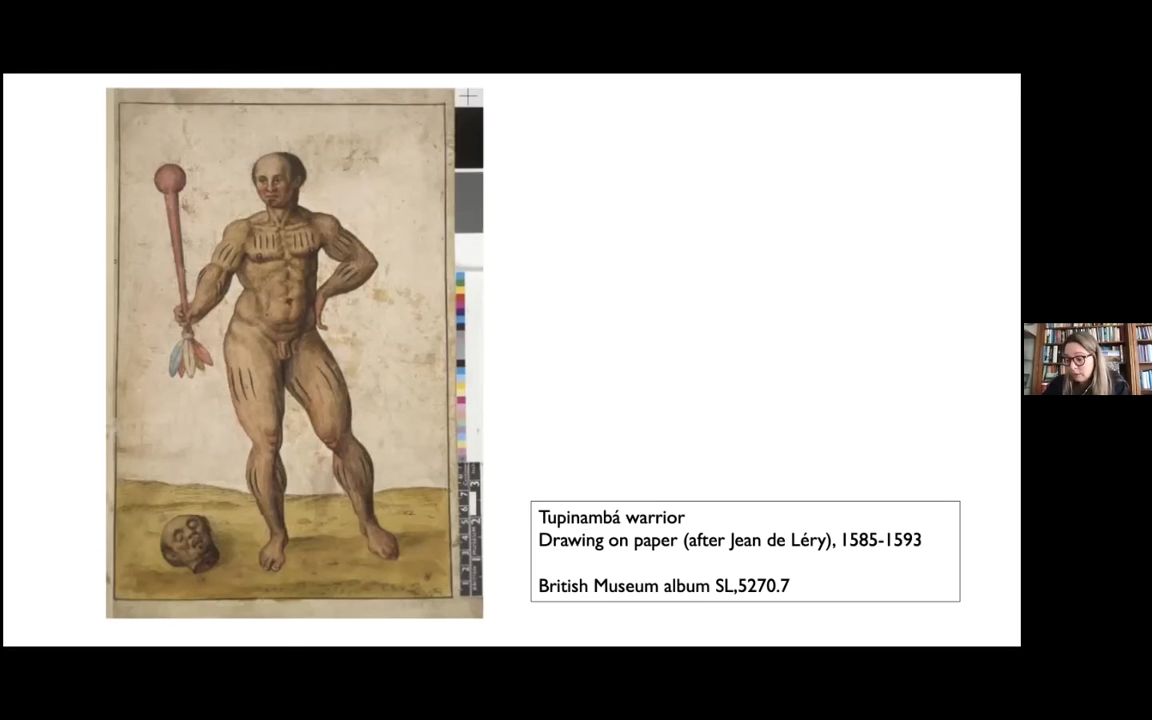 Tupinambá warrior
Drawing on paper (after Jean de Léry), 1585-1593
British Museum album SL,5270.7